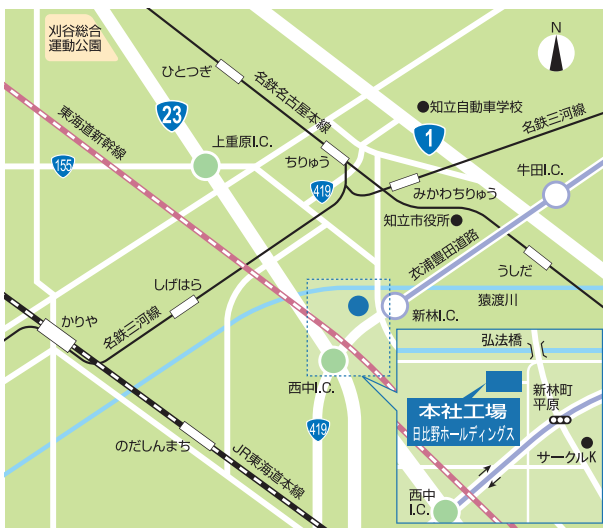 刈谷総合
運動公園
N
ひとつぎ
名鉄名古屋本線
知立自動車学校
23
1
名鉄三河線
東海道新幹線
上重原I.C.
ちりゅう
牛田I.C.
155
419
みかわちりゅう
知立市役所
衣浦豊田道路
うしだ
しげはら
猿渡川
かりや
名鉄三河線
新林I.C.
西中I.C.
419
のだしんまち
JR東海道本線
弘法橋
新林町
平原
本社工場
日比野ホールディングス
サークルK
西中
I.C.